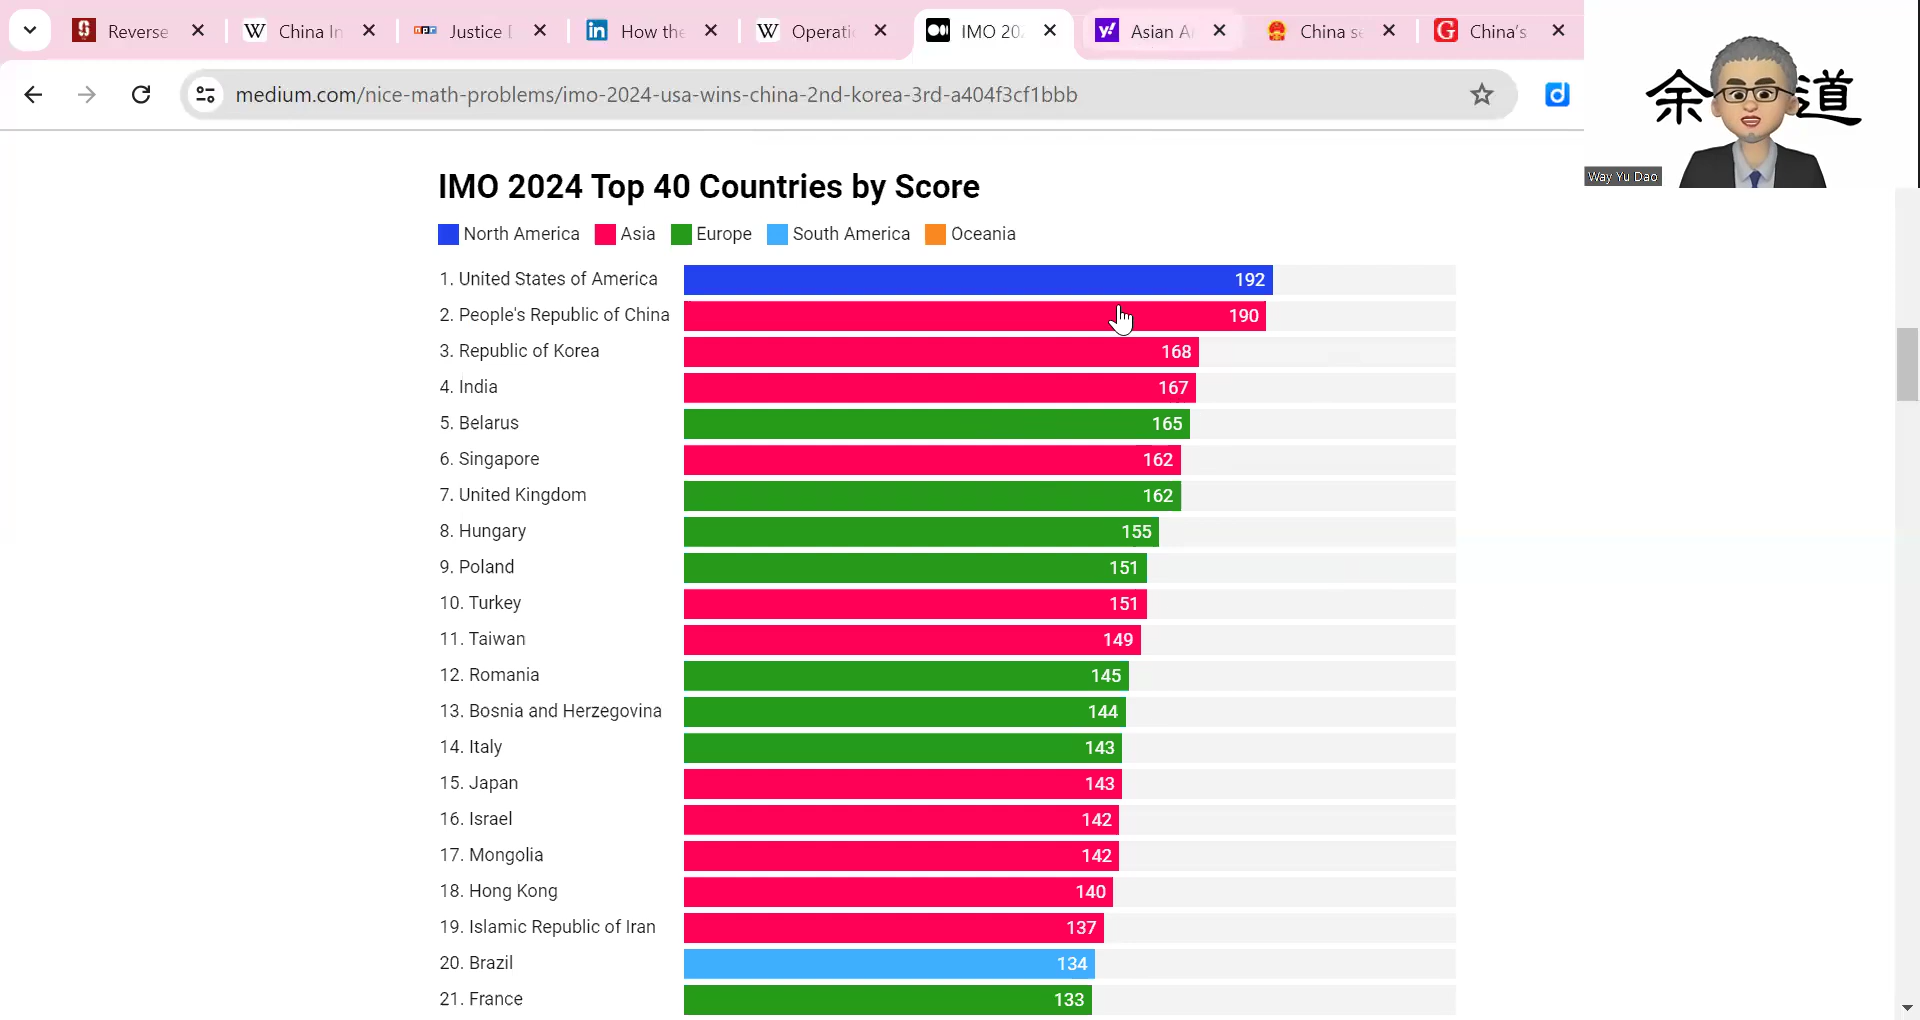 Reverse
China In
npr Justice D
How the
Operati
IMO 202
Asian A
China se
China's
medium.com/nice-math-problems/imo-2024-usa-wins-china-2nd-korea-3rd-a404f3cf1bbb
余 道
Way Yu Dao
IMO 2024 Top 40 Countries by Score
North America Asia Europe South America Oceania
1. United States of America 192
2. People's Republic of China 190
3. Republic of Korea 168
4. India 167
5. Belarus 165
6. Singapore 162
7. United Kingdom 162
8. Hungary 155
9. Poland 151
10. Turkey 151
11. Taiwan 149
12. Romania 145
13. Bosnia and Herzegovina 144
14. Italy 143
15. Japan 143
16. Israel 142
17. Mongolia 142
18. Hong Kong 140
19. Islamic Republic of Iran 137
20. Brazil 134
21. France 133